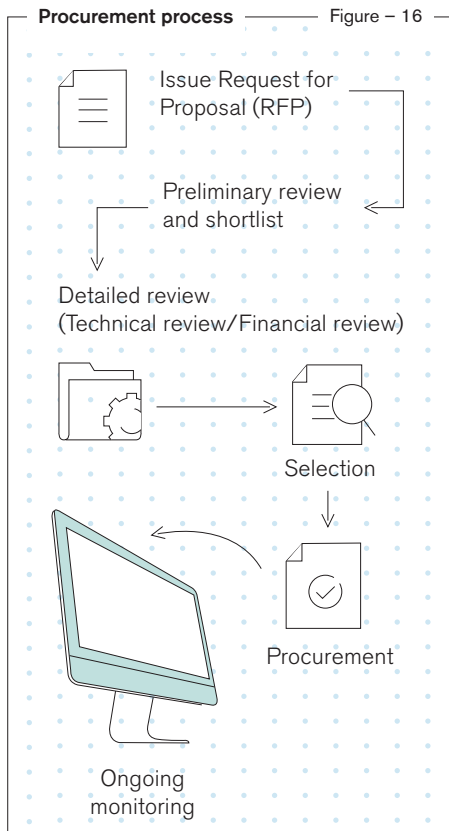 Procurement process
Figure – 16
Issue Request for
Proposal (RFP)
Preliminary review
and shortlist
Detailed review
(Technical review/Financial review)
Selection
Procurement
Ongoing
monitoring